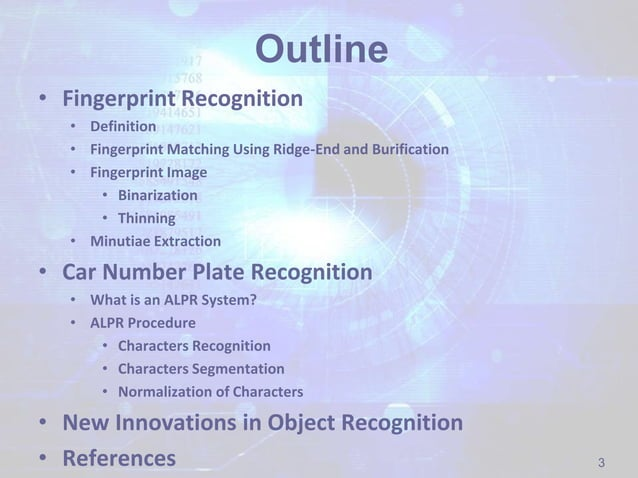 Outline
• Fingerprint Recognition
• Definition
• Fingerprint Matching Using Ridge-End and Burification
• Fingerprint Image
• Binarization
• Thinning
• Minutiae Extraction
• Car Number Plate Recognition
• What is an ALPR System?
• ALPR Procedure
• Characters Recognition
• Characters Segmentation
• Normalization of Characters
• New Innovations in Object Recognition
• References
3